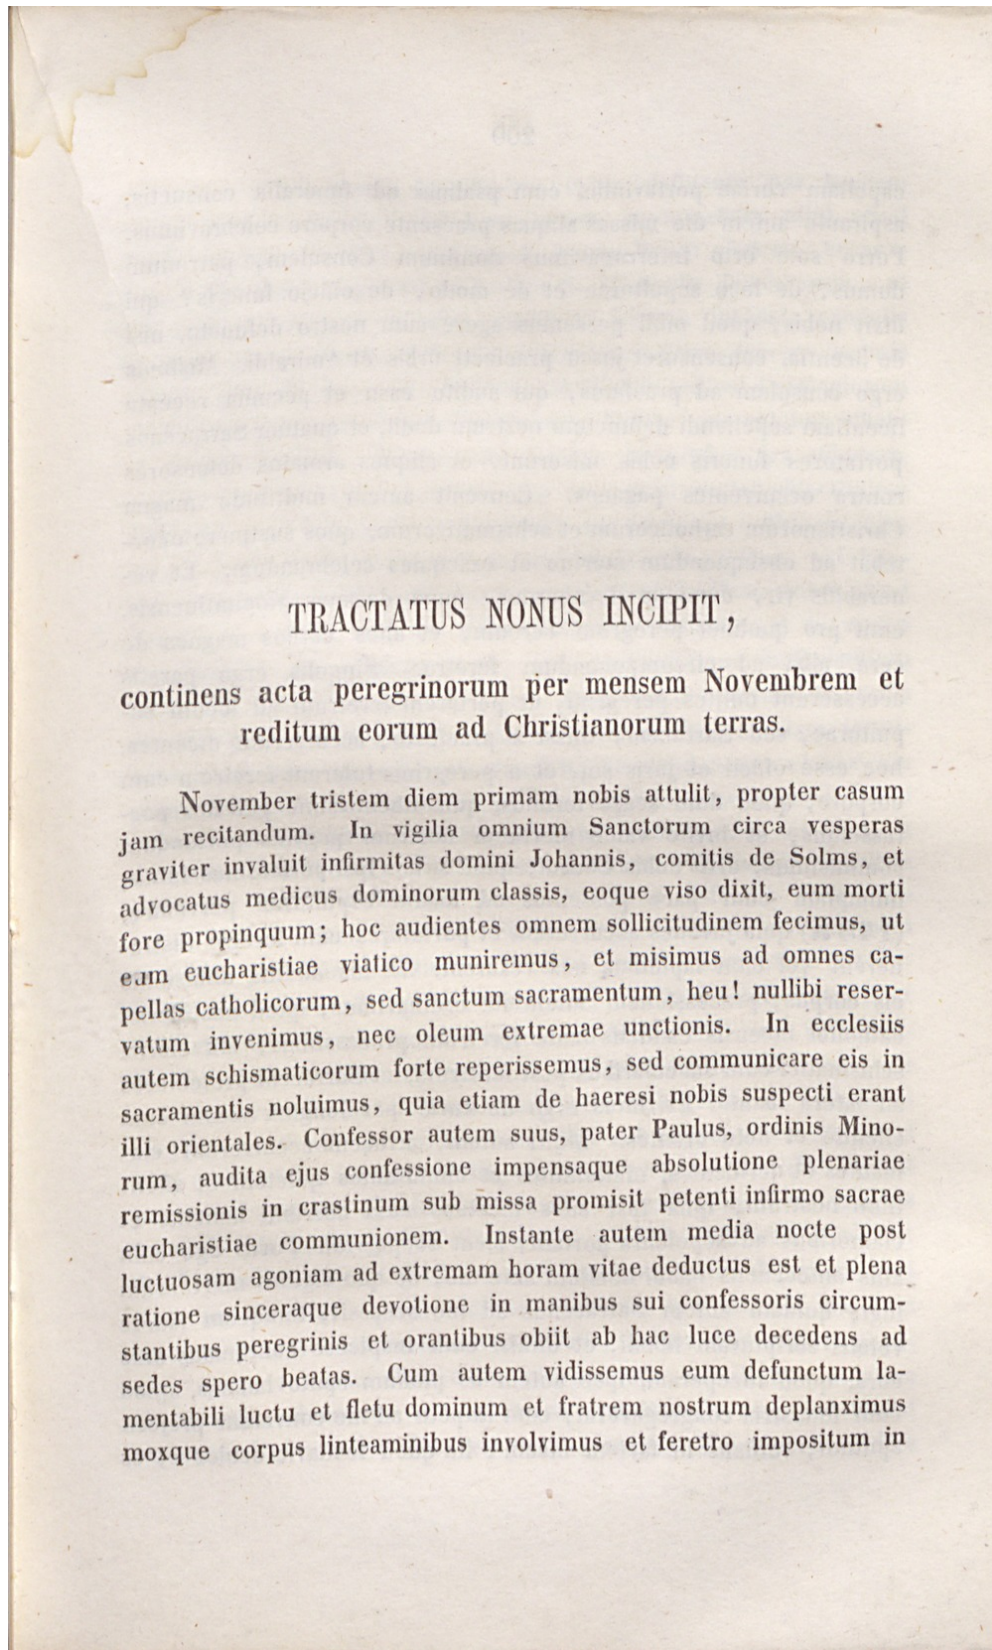 TRACTATUS NONUS INCIPIT,
continens acta peregrinorum per mensem Novembrem et
reditum eorum ad Christianorum terras.
November tristem diem primam nobis attulit, propter casum
jam recitandum. In vigilia omnium Sanctorum circa vesperas
graviter invaluit infirmitas domini Johannis, comitis de Solms, et
advocatus medicus dominorum classis, eoque viso dixit, eum morti
fore propinquum; hoc audientes omnem sollicitudinem fecimus, ut
eum eucharistiae viatico muniremus, et misimus ad omnes ca-
pellas catholicorum, sed sanctum sacramentum, heu! nullibi reser-
vatum invenimus, nec oleum extremae unctionis. In ecclesiis
autem schismaticorum forte reperissemus, sed communicare eis in
sacramentis noluimus, quia etiam de haeresi nobis suspecti erant
illi orientales. Confessor autem suus, pater Paulus, ordinis Mino-
rum, audita ejus confessione impensaque absolutione plenariae
remissionis in crastinum sub missa promisit petenti infirmo sacrae
eucharistiae communionem. Instante autem media nocte post
luctuosam agoniam ad extremam horam vitae deductus est et plena
ratione sinceraque devotione in manibus sui confessoris circum-
stantibus peregrinis et orantibus obiit ab hac luce decedens ad
sedes spero beatas. Cum autem vidissemus eum defunctum la-
mentabili luctu et fletu dominum et fratrem nostrum deplanximus
moxque corpus linteaminibus involvimus et feretro impositum in